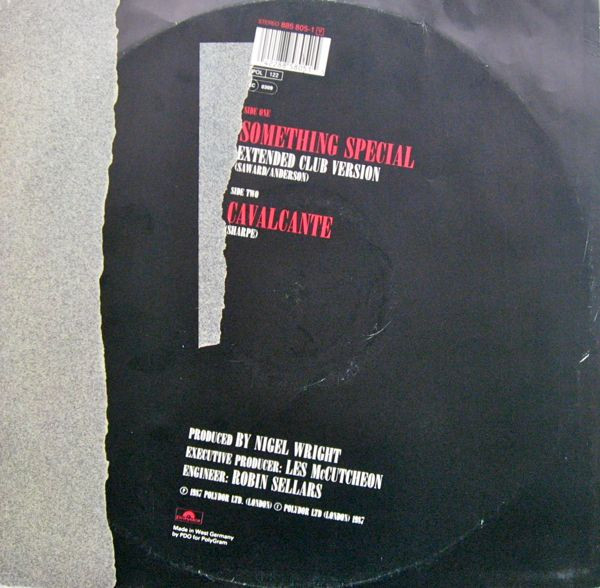 STEREO 885 805-1 Y
POL 122
C 0309
SIDE ONE
SOMETHING SPECIAL
EXTENDED CLUB VERSION
(SAWARD/ANDERSON)
SIDE TWO
CAVALCANTE
(SHARPE)
PRODUCED BY NIGEL WRIGHT
EXECUTIVE PRODUCER: LES McCUTCHEON
ENGINEER: ROBIN SELLARS
℗ 1987 POLYDOR LTD. (LONDON) © POLYDOR LTD (LONDON) 1987
Made in West Germany
by PDO for PolyGram